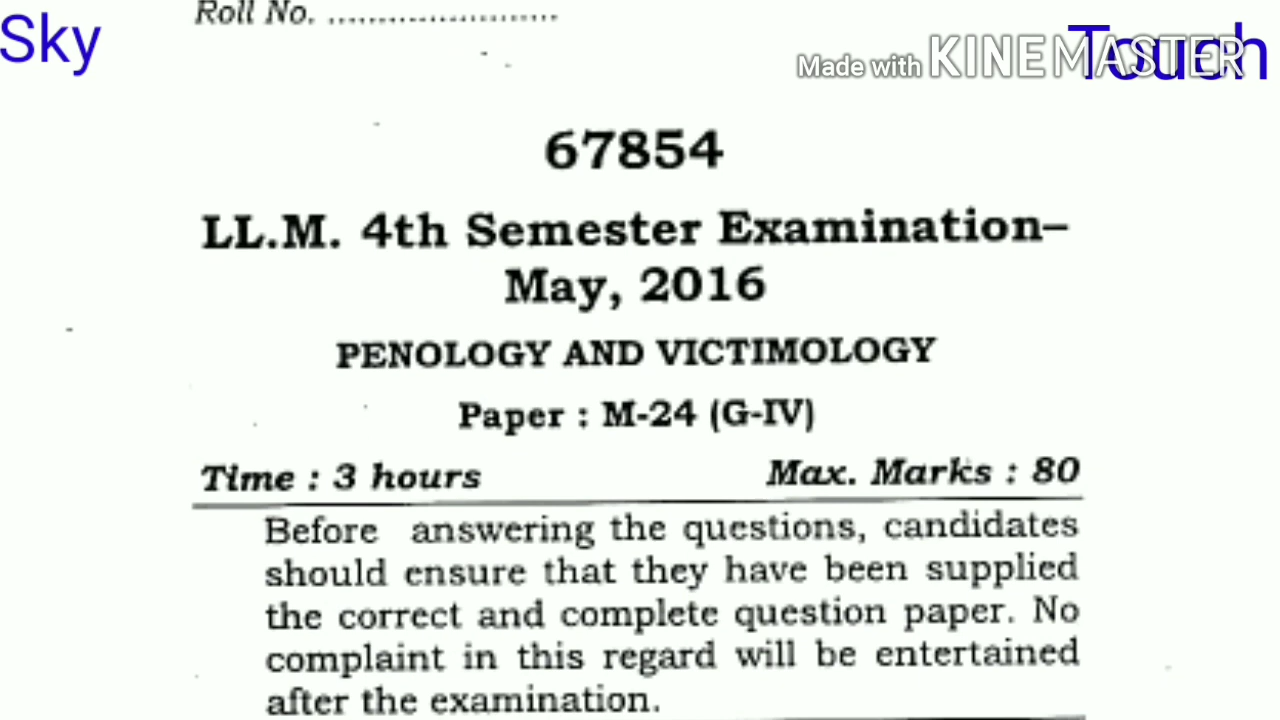 Roll No. ........................
Sky
Touch
Made with KINEMASTER
67854
LL.M. 4th Semester Examination–
May, 2016
PENOLOGY AND VICTIMOLOGY
Paper : M-24 (G-IV)
Time : 3 hours Max. Marks : 80
Before answering the questions, candidates
should ensure that they have been supplied
the correct and complete question paper. No
complaint in this regard will be entertained
after the examination.